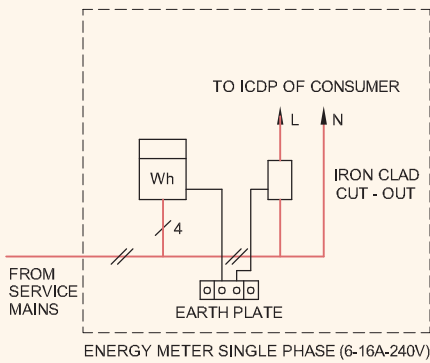 TO ICDP OF CONSUMER
L
N
Wh
IRON CLAD
CUT - OUT
4
FROM
SERVICE
MAINS
EARTH PLATE
ENERGY METER SINGLE PHASE (6-16A-240V)